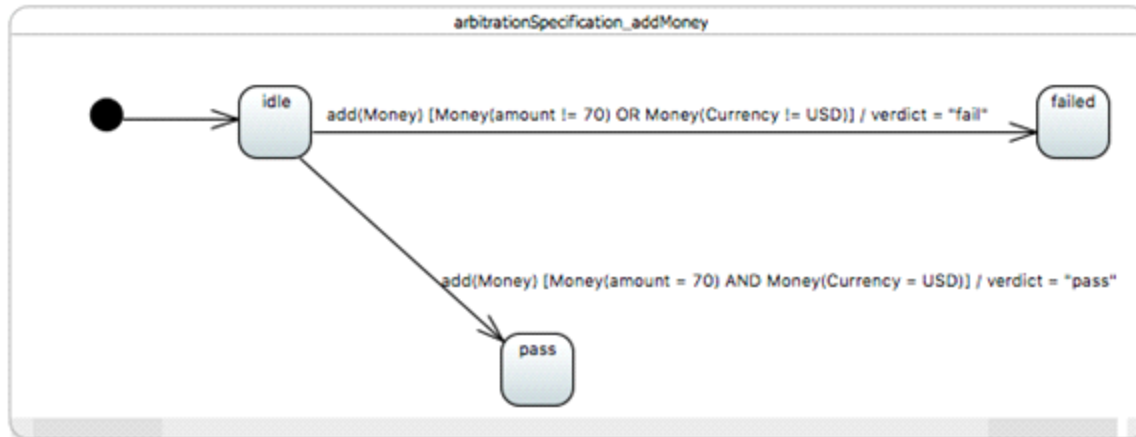 arbitrationSpecification_addMoney
idle
add(Money) [Money(amount != 70) OR Money(Currency != USD)] / verdict = "fail"
failed
add(Money) [Money(amount = 70) AND Money(Currency = USD)] / verdict = "pass"
pass